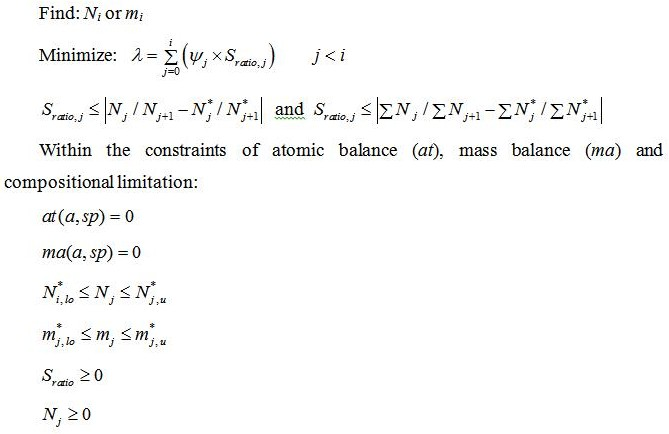 Find: N_i or m_i
Minimize: λ = Σ_{j=0}^{i} (ψ_j × S_{ratio,j}) j < i
S_{ratio,j} ≤ |N_j / N_{j+1} − N_j^* / N_{j+1}^*| and S_{ratio,j} ≤ |ΣN_j / ΣN_{j+1} − ΣN_j^* / ΣN_{j+1}^*|
Within the constraints of atomic balance (at), mass balance (ma) and
compositional limitation:
at(a, sp) = 0
ma(a, sp) = 0
N_{i,lo}^* ≤ N_j ≤ N_{j,u}^*
m_{j,lo}^* ≤ m_j ≤ m_{j,u}^*
S_{ratio} ≥ 0
N_j ≥ 0